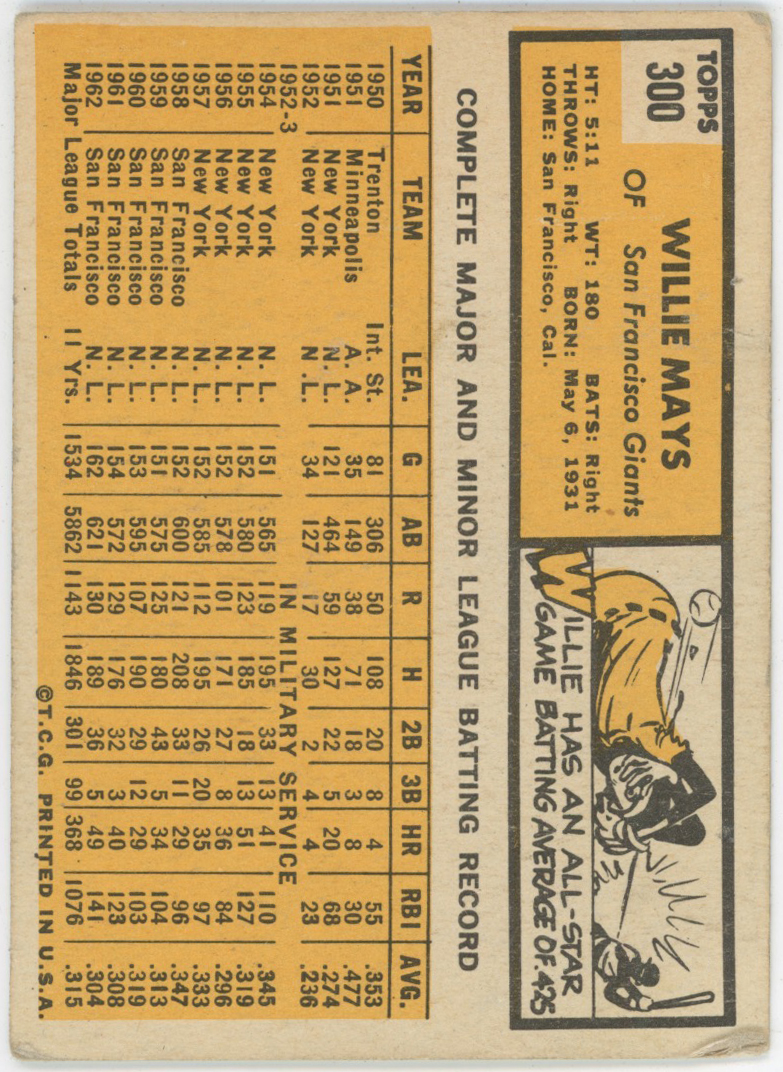 TOPPS
300
WILLIE MAYS
OF San Francisco Giants
HT: 5:11 WT: 180 BATS: Right
THROWS: Right BORN: May 6, 1931
HOME: San Francisco, Cal.
WILLIE HAS AN ALL-STAR
GAME BATTING AVERAGE OF .425
COMPLETE MAJOR AND MINOR LEAGUE BATTING RECORD
YEAR TEAM LEA. G AB R H 2B 3B HR RBI AVG.
1950 Trenton Int. St. 81 306 50 108 20 8 4 55 .353
1951 Minneapolis A. A. 35 149 38 71 18 3 8 30 .477
1951 New York N. L. 121 464 59 127 22 5 20 68 .274
1952 New York N. L. 34 127 17 30 2 4 4 23 .236
1952-3 IN MILITARY SERVICE
1954 New York N. L. 151 565 119 195 33 13 41 110 .345
1955 New York N. L. 152 580 123 185 18 13 51 127 .319
1956 New York N. L. 152 578 101 171 27 8 36 84 .296
1957 New York N. L. 152 585 112 195 26 20 35 97 .333
1958 San Francisco N. L. 152 600 121 208 33 11 29 96 .347
1959 San Francisco N. L. 151 575 125 180 43 5 34 104 .313
1960 San Francisco N. L. 153 595 107 190 29 12 29 103 .319
1961 San Francisco N. L. 154 572 129 176 32 3 40 123 .308
1962 San Francisco N. L. 162 621 130 189 36 5 49 141 .304
Major League Totals 11 Yrs. 1534 5862 1143 1846 301 99 368 1076 .315
©T.C.G. PRINTED IN U.S.A.